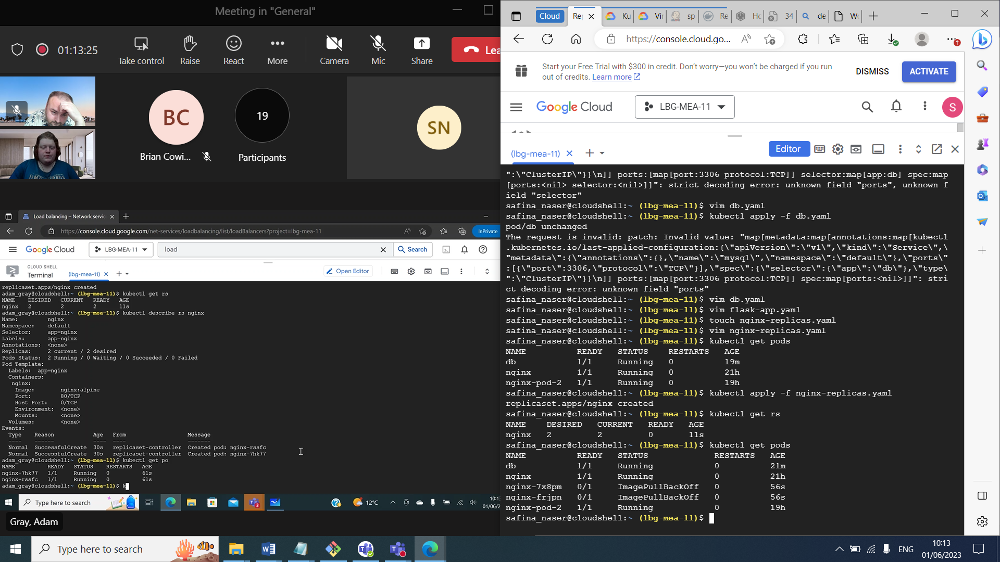 Meeting in "General"
01:13:25
Take control
Raise
React
More
Camera
Mic
Share
Lea
BC
Brian Cowi...
19
Participants
SN
Load balancing – Network servic
https://console.cloud.google.com/net-services/loadbalancing/list/loadBalancers?project=lbg-mea-11
InPrivate
Google Cloud
LBG-MEA-11
load
Search
CLOUD SHELL
Terminal
(lbg-mea-11)
Open Editor
replicaset.apps/nginx created
adam_gray@cloudshell:~ (lbg-mea-11)$ kubectl get rs
NAME DESIRED CURRENT READY AGE
nginx 2 2 2 11s
adam_gray@cloudshell:~ (lbg-mea-11)$ kubectl describe rs nginx
Name: nginx
Namespace: default
Selector: app=nginx
Labels: app=nginx
Annotations: <none>
Replicas: 2 current / 2 desired
Pods Status: 2 Running / 0 Waiting / 0 Succeeded / 0 Failed
Pod Template:
Labels: app=nginx
Containers:
nginx:
Image: nginx:alpine
Port: 80/TCP
Host Port: 0/TCP
Environment: <none>
Mounts: <none>
Volumes: <none>
Events:
Type Reason Age From Message
---- ------ ---- ---- -------
Normal SuccessfulCreate 30s replicaset-controller Created pod: nginx-rssfc
Normal SuccessfulCreate 30s replicaset-controller Created pod: nginx-7hk77
adam_gray@cloudshell:~ (lbg-mea-11)$ kubectl get po
NAME READY STATUS RESTARTS AGE
nginx-7hk77 1/1 Running 0 61s
nginx-rssfc 1/1 Running 0 61s
adam_gray@cloudshell:~ (lbg-mea-11)$ k
Type here to search
3
12°C
10:13
01/06/2
Gray, Adam
Cloud
Re
Ku
Vi
sp
Re
Ho
34
de
Wo
https://console.cloud.go...
Start your Free Trial with $300 in credit. Don't worry—you won't be charged if you run
out of credits. Learn more
DISMISS
ACTIVATE
Google Cloud
LBG-MEA-11
S
(lbg-mea-11)
Editor
":\"ClusterIP\"}}\n]] ports:[map[port:3306 protocol:TCP]] selector:map[app:db] spec:map
[ports:<nil> selector:<nil>]]": strict decoding error: unknown field "ports", unknown f
ield "selector"
safina_naser@cloudshell:~ (lbg-mea-11)$ vim db.yaml
safina_naser@cloudshell:~ (lbg-mea-11)$ kubectl apply -f db.yaml
pod/db unchanged
The request is invalid: patch: Invalid value: "map[metadata:map[annotations:map[kubectl
.kubernetes.io/last-applied-configuration:{\"apiVersion\":\"v1\",\"kind\":\"Service\",\
"metadata\":{\"annotations\":{},\"name\":\"mysql\",\"namespace\":\"default\"},\"ports\"
:[{\"port\":3306,\"protocol\":\"TCP\"}],\"spec\":{\"selector\":{\"app\":\"db\"},\"type\
":\"ClusterIP\"}}\n]] ports:[map[port:3306 protocol:TCP]] spec:map[ports:<nil>]]": stri
ct decoding error: unknown field "ports"
safina_naser@cloudshell:~ (lbg-mea-11)$ vim db.yaml
safina_naser@cloudshell:~ (lbg-mea-11)$ vim flask-app.yaml
safina_naser@cloudshell:~ (lbg-mea-11)$ touch nginx-replicas.yaml
safina_naser@cloudshell:~ (lbg-mea-11)$ vim nginx-replicas.yaml
safina_naser@cloudshell:~ (lbg-mea-11)$ kubectl get pods
NAME READY STATUS RESTARTS AGE
db 1/1 Running 0 19m
nginx 1/1 Running 0 21h
nginx-pod-2 1/1 Running 0 19h
safina_naser@cloudshell:~ (lbg-mea-11)$ kubectl apply -f nginx-replicas.yaml
replicaset.apps/nginx created
safina_naser@cloudshell:~ (lbg-mea-11)$ kubectl get rs
NAME DESIRED CURRENT READY AGE
nginx 2 2 0 11s
safina_naser@cloudshell:~ (lbg-mea-11)$ kubectl get pods
NAME READY STATUS RESTARTS AGE
db 1/1 Running 0 21m
nginx 1/1 Running 0 21h
nginx-7x8pm 0/1 ImagePullBackOff 0 56s
nginx-frjpn 0/1 ImagePullBackOff 0 56s
nginx-pod-2 1/1 Running 0 19h
safina_naser@cloudshell:~ (lbg-mea-11)$
Type here to search
ENG
10:13
01/06/2023